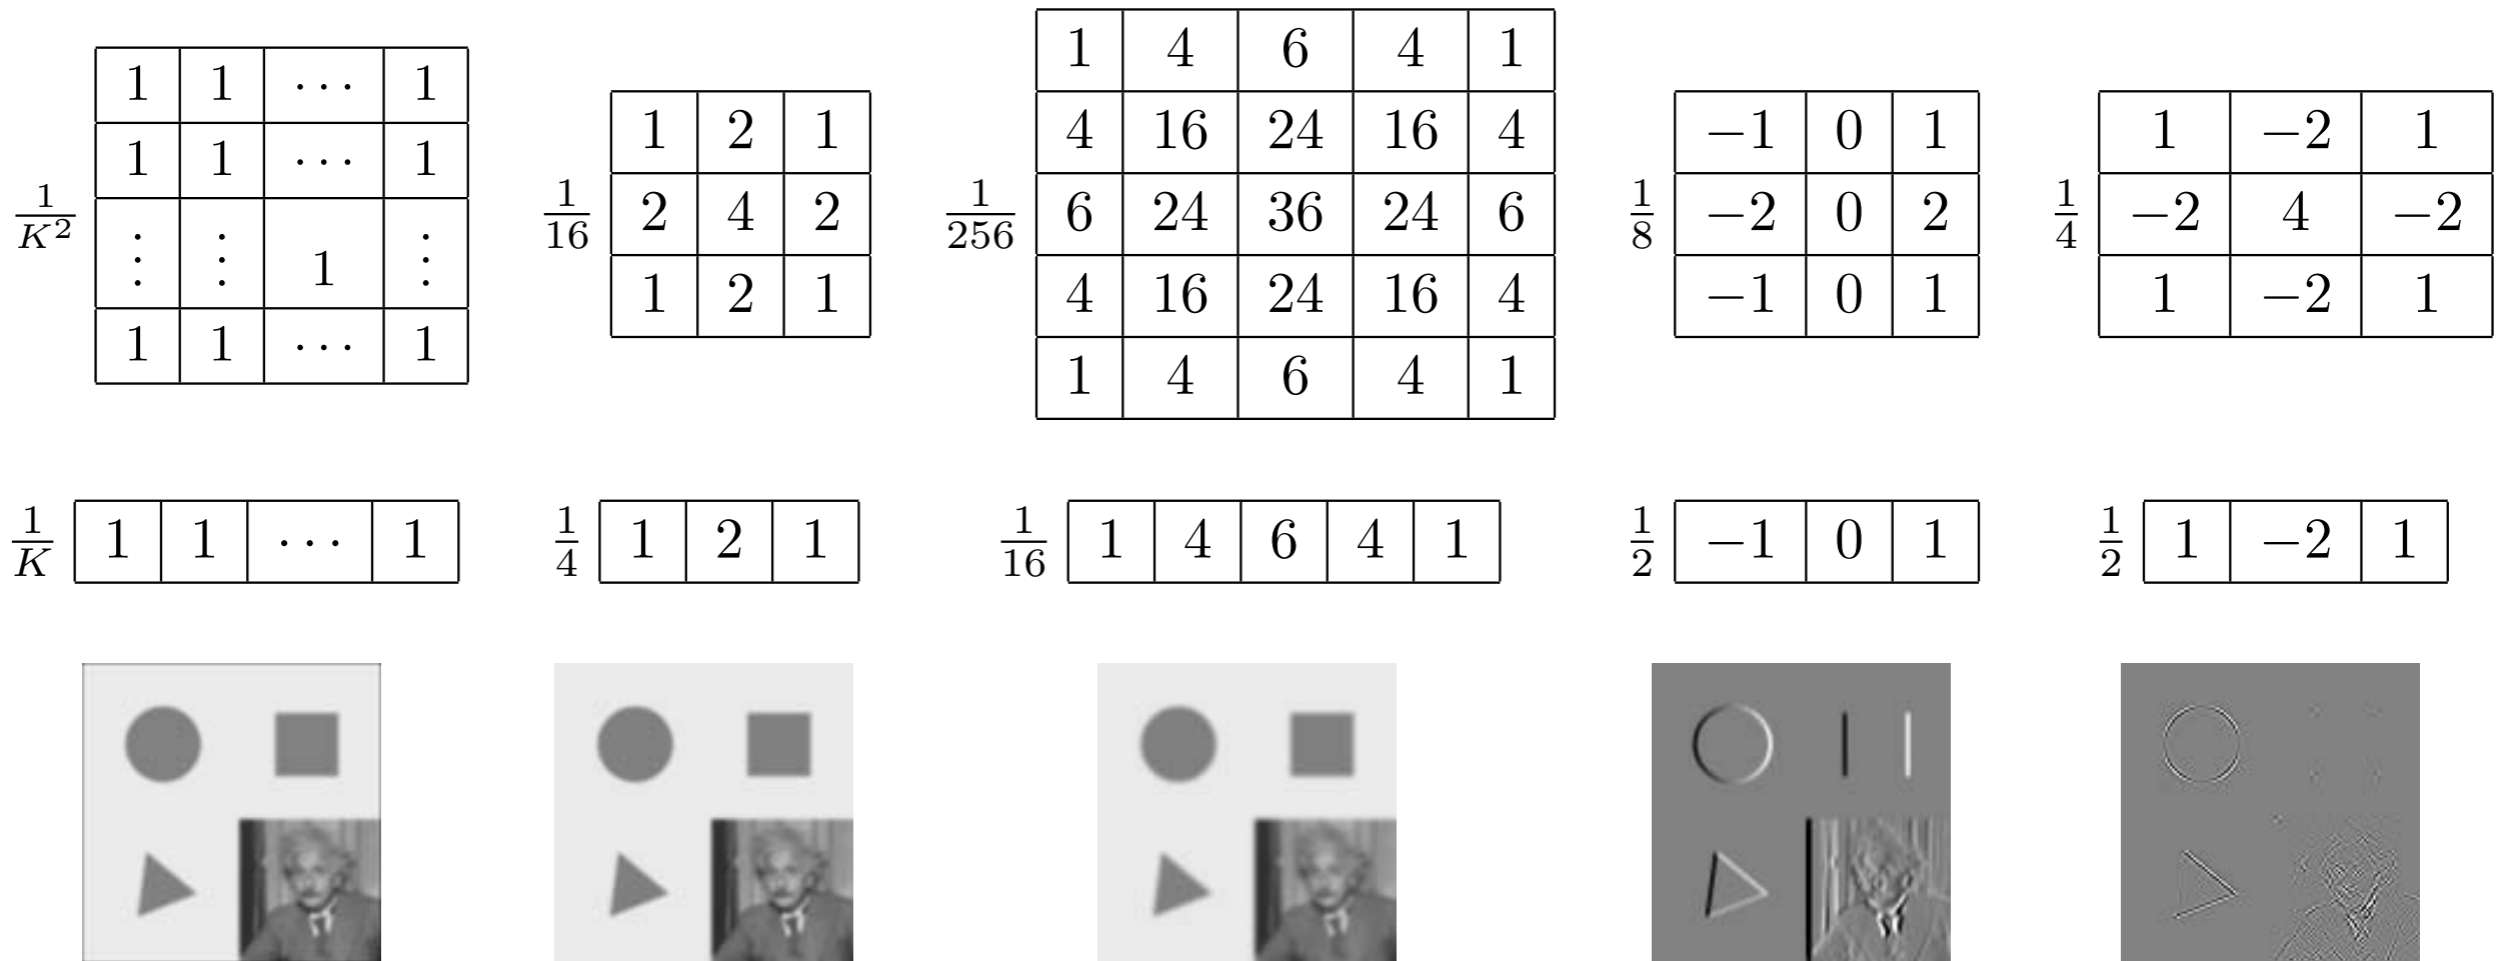 1/K² 1 1 ⋯ 1
1 1 ⋯ 1
⋮ ⋮ 1 ⋮
1 1 ⋯ 1
1/16 1 2 1
2 4 2
1 2 1
1/256 1 4 6 4 1
4 16 24 16 4
6 24 36 24 6
4 16 24 16 4
1 4 6 4 1
1/8 −1 0 1
−2 0 2
−1 0 1
1/4 1 −2 1
−2 4 −2
1 −2 1
1/K 1 1 ⋯ 1
1/4 1 2 1
1/16 1 4 6 4 1
1/2 −1 0 1
1/2 1 −2 1